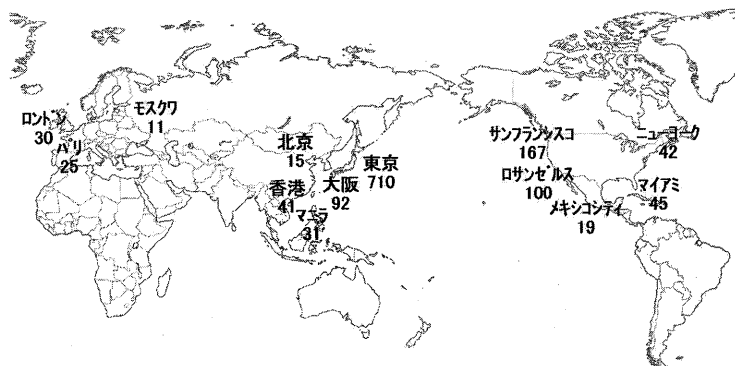 ロンドン
30
パリ
25
モスクワ
11
北京
15
香港
41
マニラ
31
大阪
92
東京
710
サンフランシスコ
167
ロサンゼルス
100
メキシコシティ
19
ニューヨーク
42
マイアミ
45